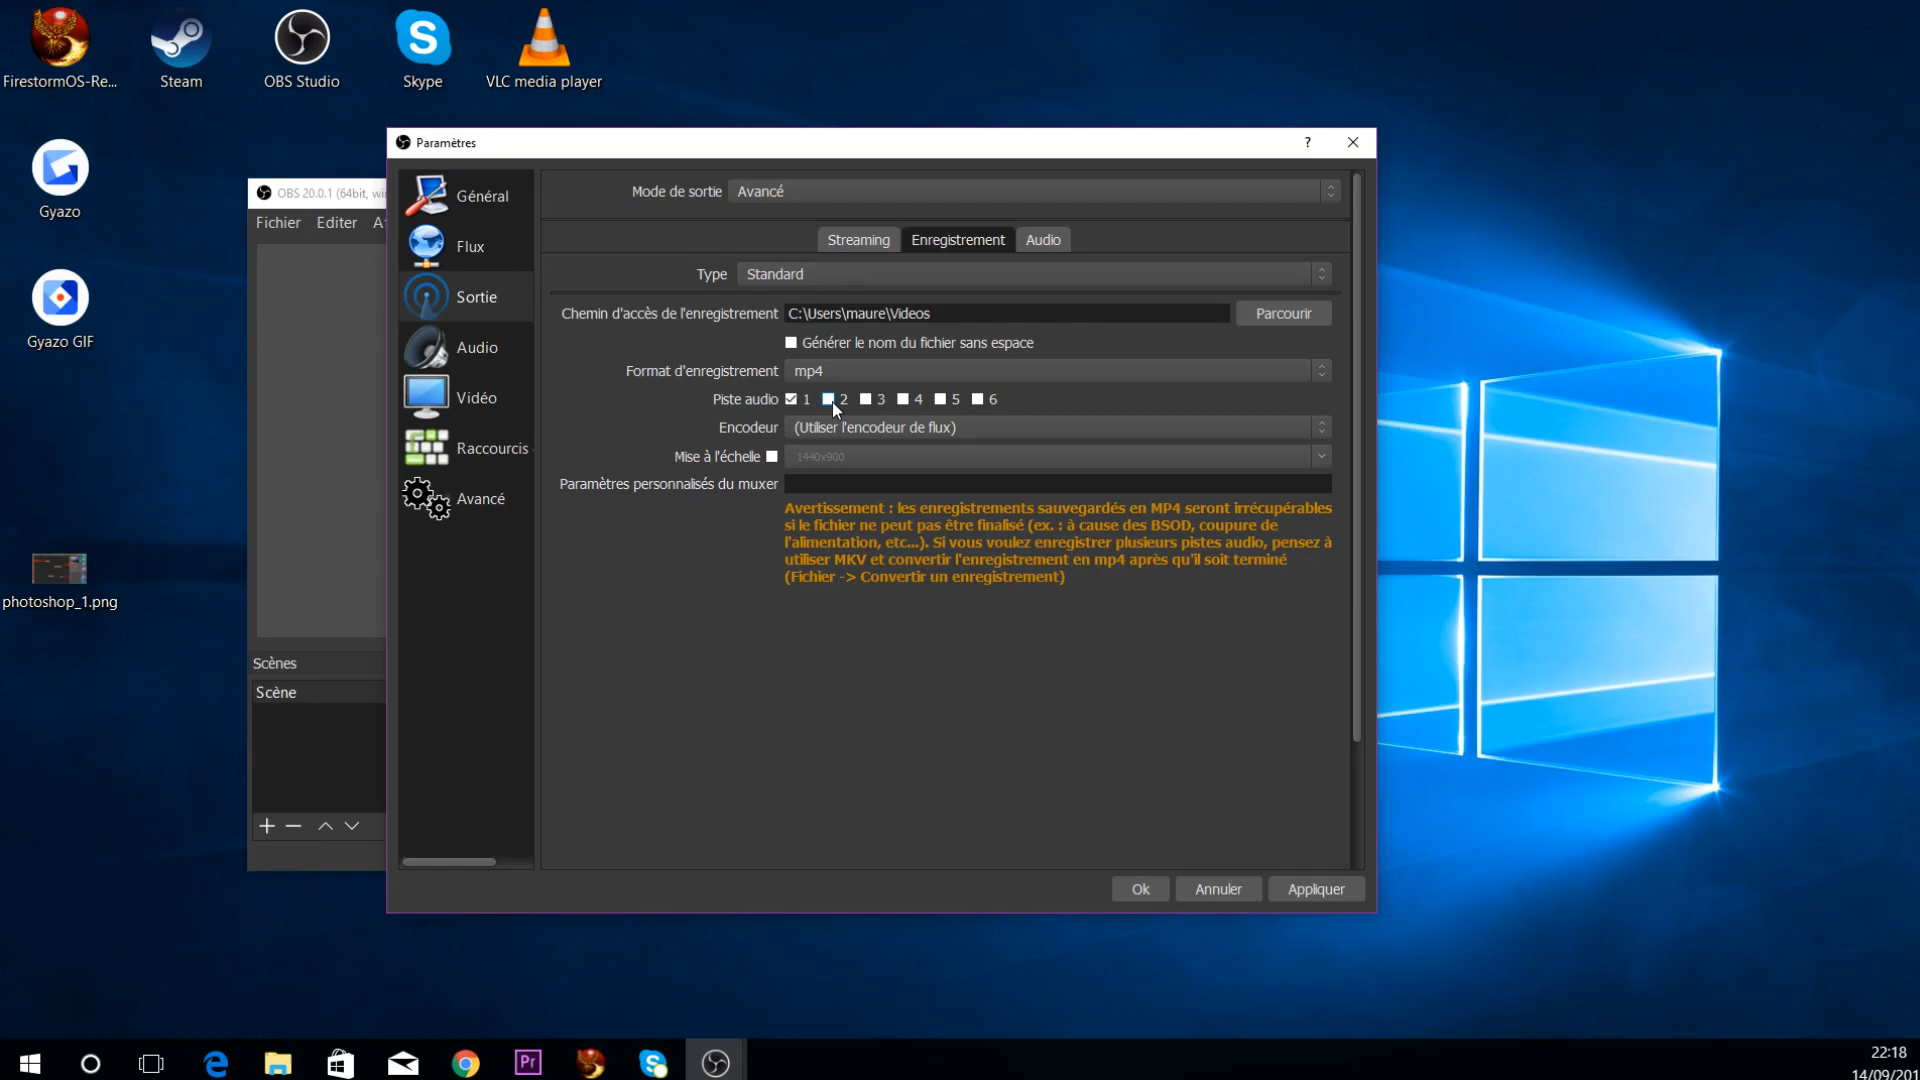 FirestormOS-Re...
Steam
OBS Studio
Skype
VLC media player
Gyazo
Gyazo GIF
photoshop_1.png
OBS 20.0.1 (64bit,
Fichier Editer
Scènes
Scène
Paramètres
?
Général
Flux
Sortie
Audio
Vidéo
Raccourcis
Avancé
Mode de sortie Avancé
Streaming Enregistrement Audio
Type Standard
Chemin d'accès de l'enregistrement C:\Users\maure\Videos Parcourir
Générer le nom du fichier sans espace
Format d'enregistrement mp4
Piste audio 1 2 3 4 5 6
Encodeur (Utiliser l'encodeur de flux)
Mise à l'échelle 1440x900
Paramètres personnalisés du muxer
Avertissement : les enregistrements sauvegardés en MP4 seront irrécupérables
si le fichier ne peut pas être finalisé (ex. : à cause des BSOD, coupure de
l'alimentation, etc...). Si vous voulez enregistrer plusieurs pistes audio, pensez à
utiliser MKV et convertir l'enregistrement en mp4 après qu'il soit terminé
(Fichier -> Convertir un enregistrement)
Ok Annuler Appliquer
Pr
22:18
14/09/201